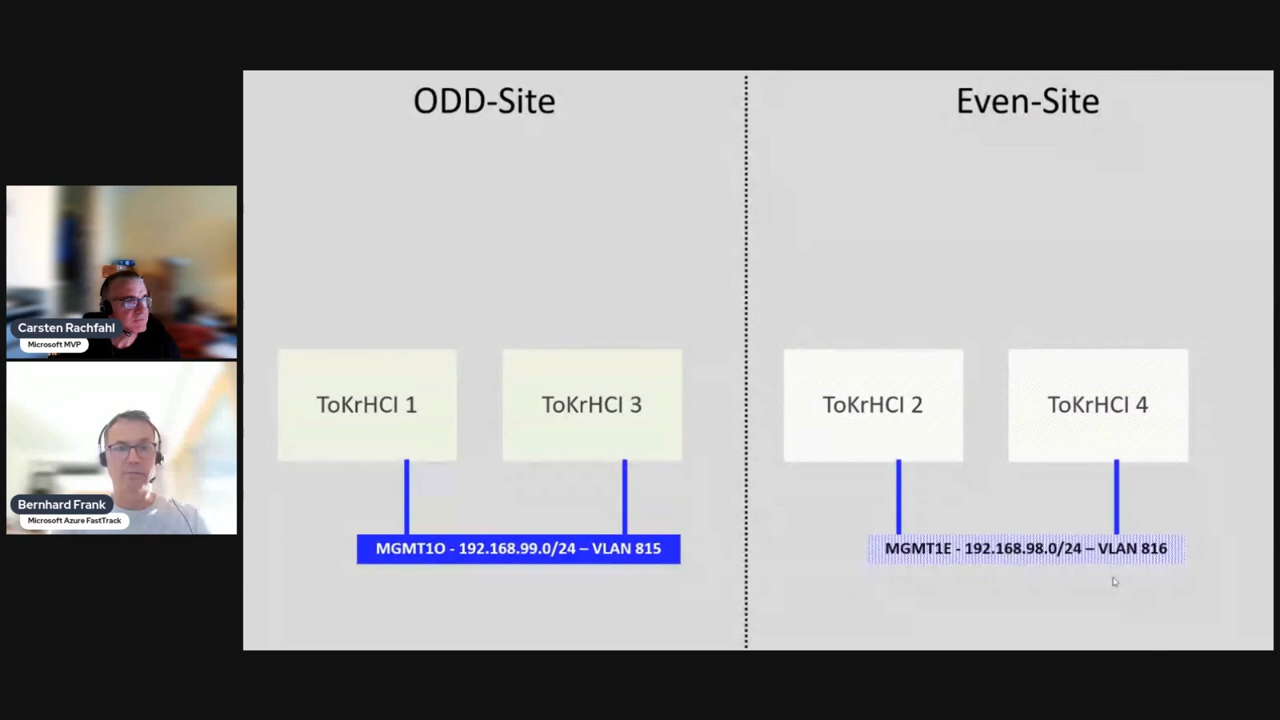 ODD-Site
Even-Site
Carsten Rachfahl
Microsoft MVP
Bernhard Frank
Microsoft Azure FastTrack
ToKrHCI 1
ToKrHCI 3
ToKrHCI 2
ToKrHCI 4
MGMT1O - 192.168.99.0/24 – VLAN 815
MGMT1E - 192.168.98.0/24 – VLAN 816